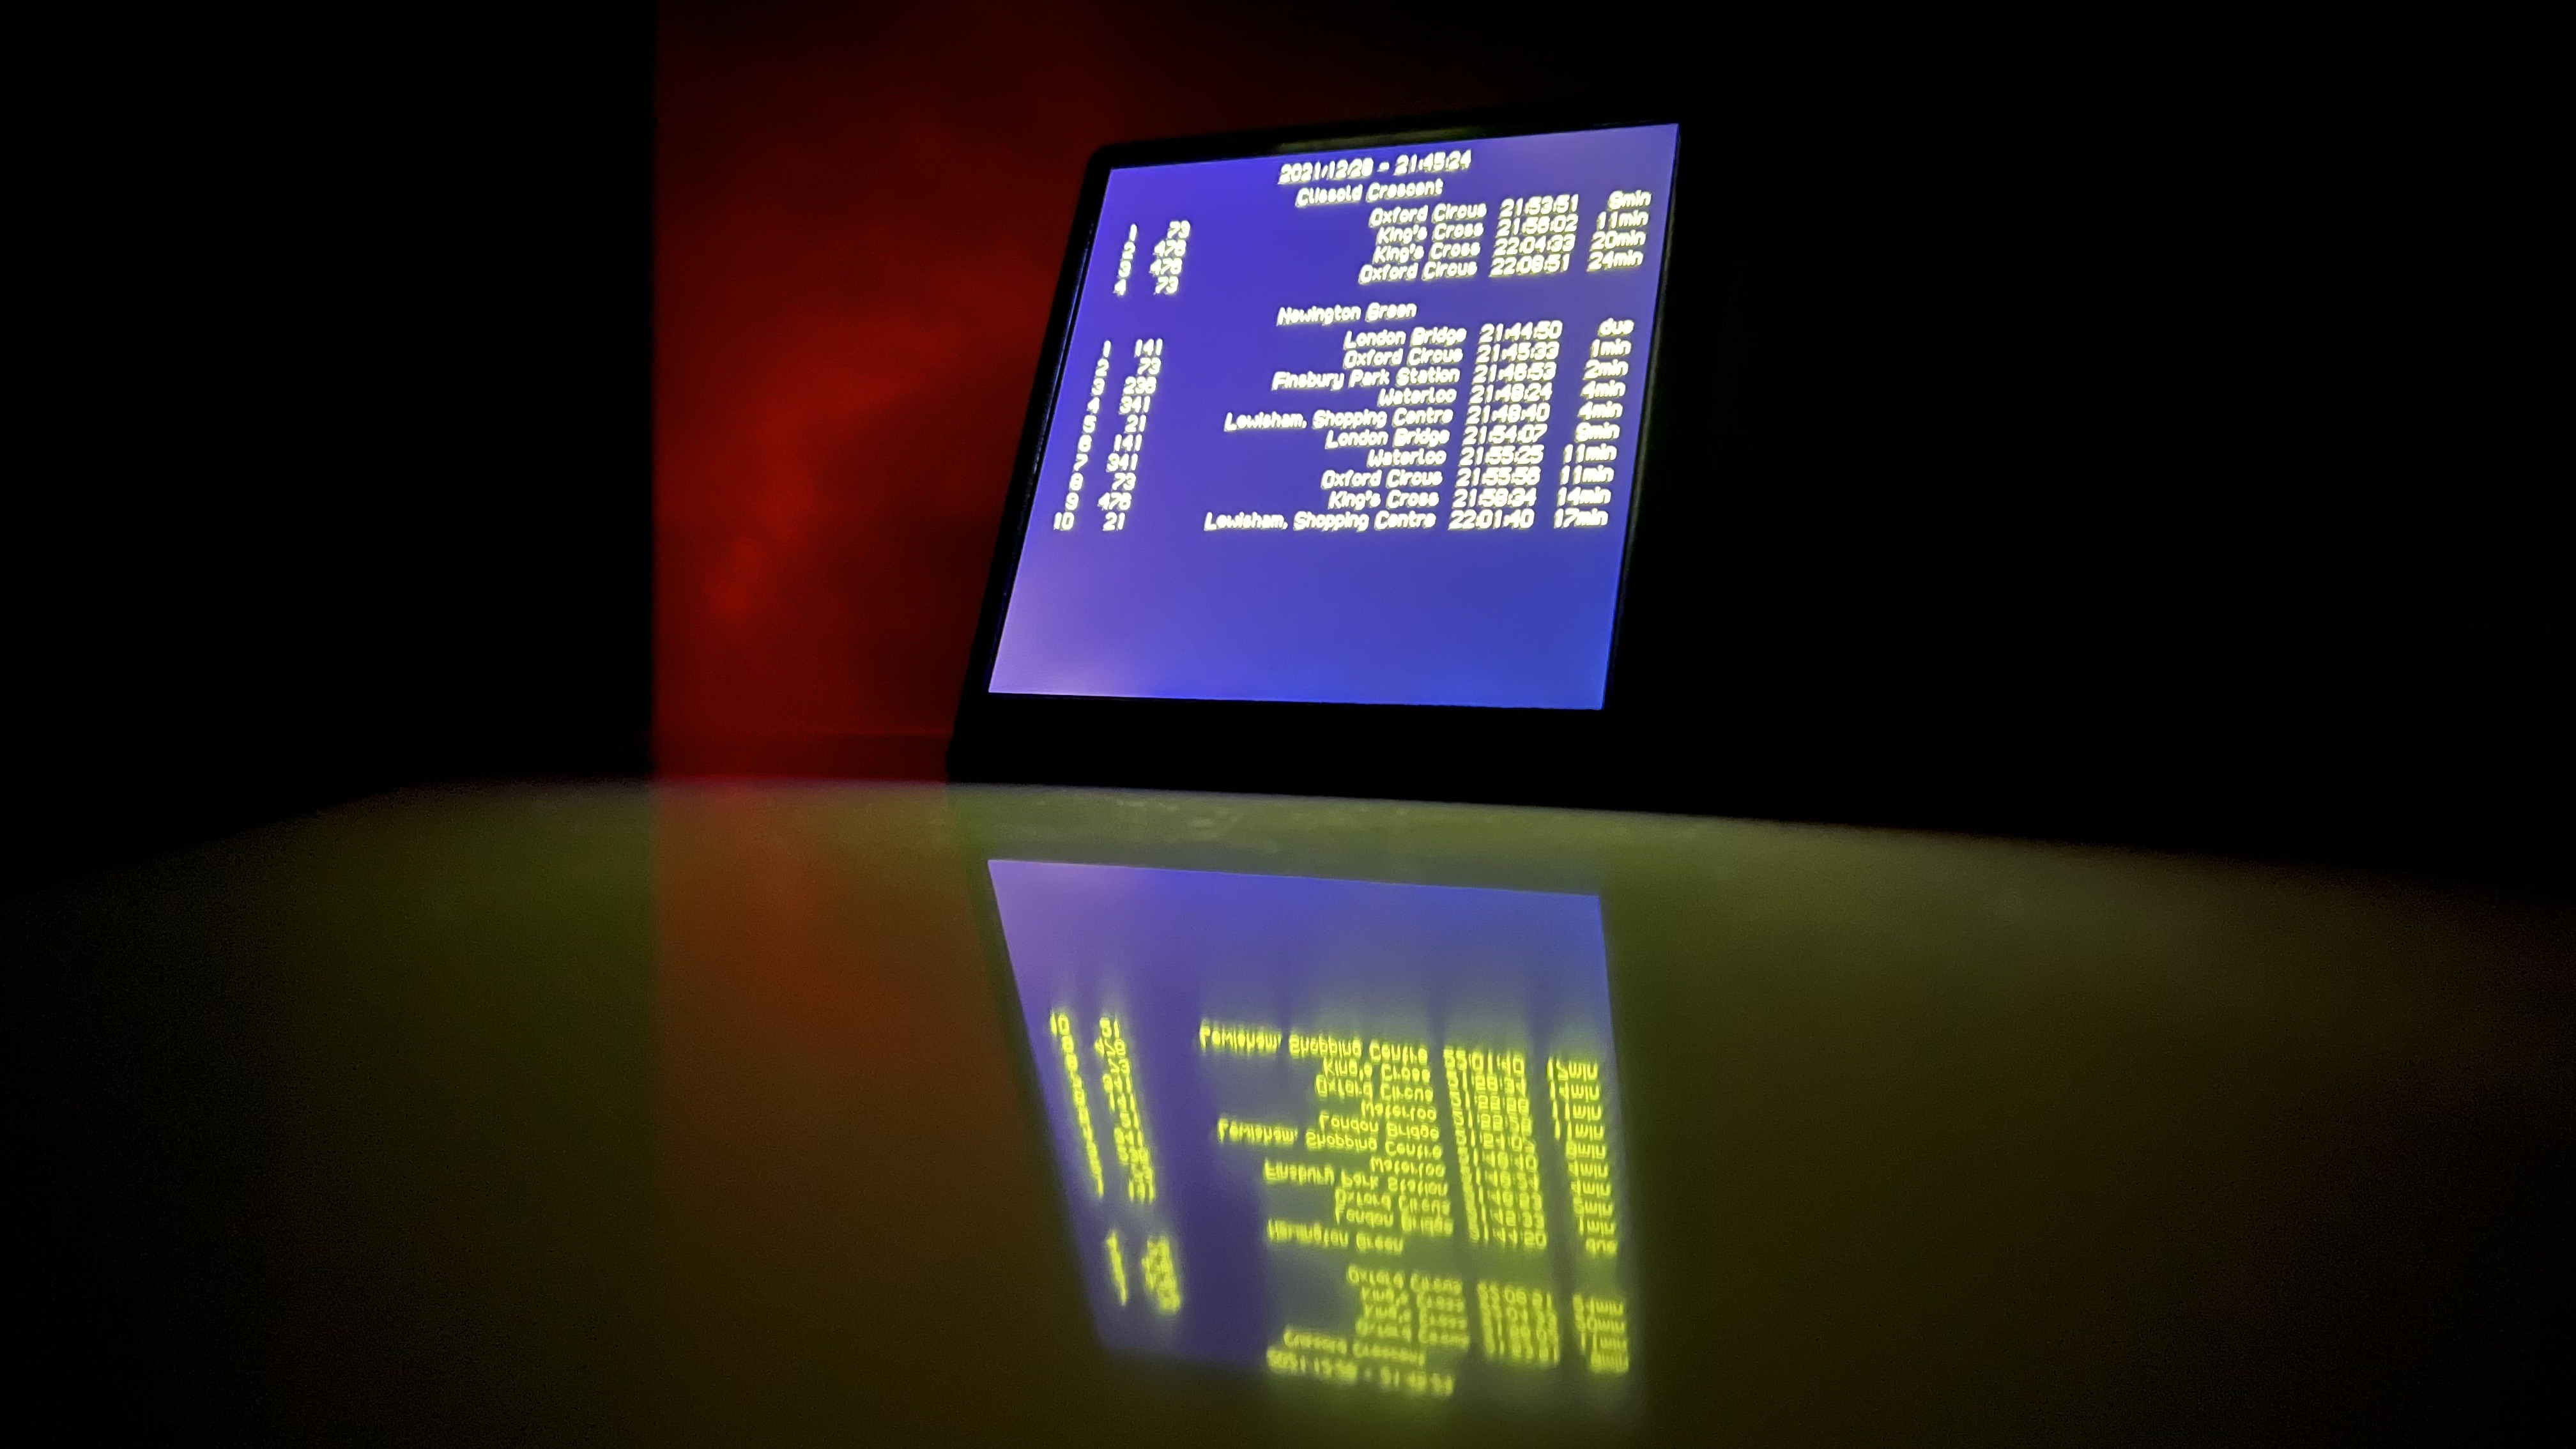 2021/12/28 - 21:45:24
Clissold Crescent
1 73 Oxford Circus 21:53:51 9min
2 476 King's Cross 21:56:02 11min
3 476 King's Cross 22:04:33 20min
4 73 Oxford Circus 22:08:51 24min
Newington Green
1 141 London Bridge 21:44:50 due
2 73 Oxford Circus 21:45:33 1min
3 236 Finsbury Park Station 21:46:53 2min
4 341 Waterloo 21:49:24 4min
5 21 Lewisham, Shopping Centre 21:49:40 4min
6 141 London Bridge 21:54:07 9min
7 341 Waterloo 21:55:25 11min
8 73 Oxford Circus 21:55:56 11min
9 476 King's Cross 21:58:34 14min
10 21 Lewisham, Shopping Centre 22:01:40 17min